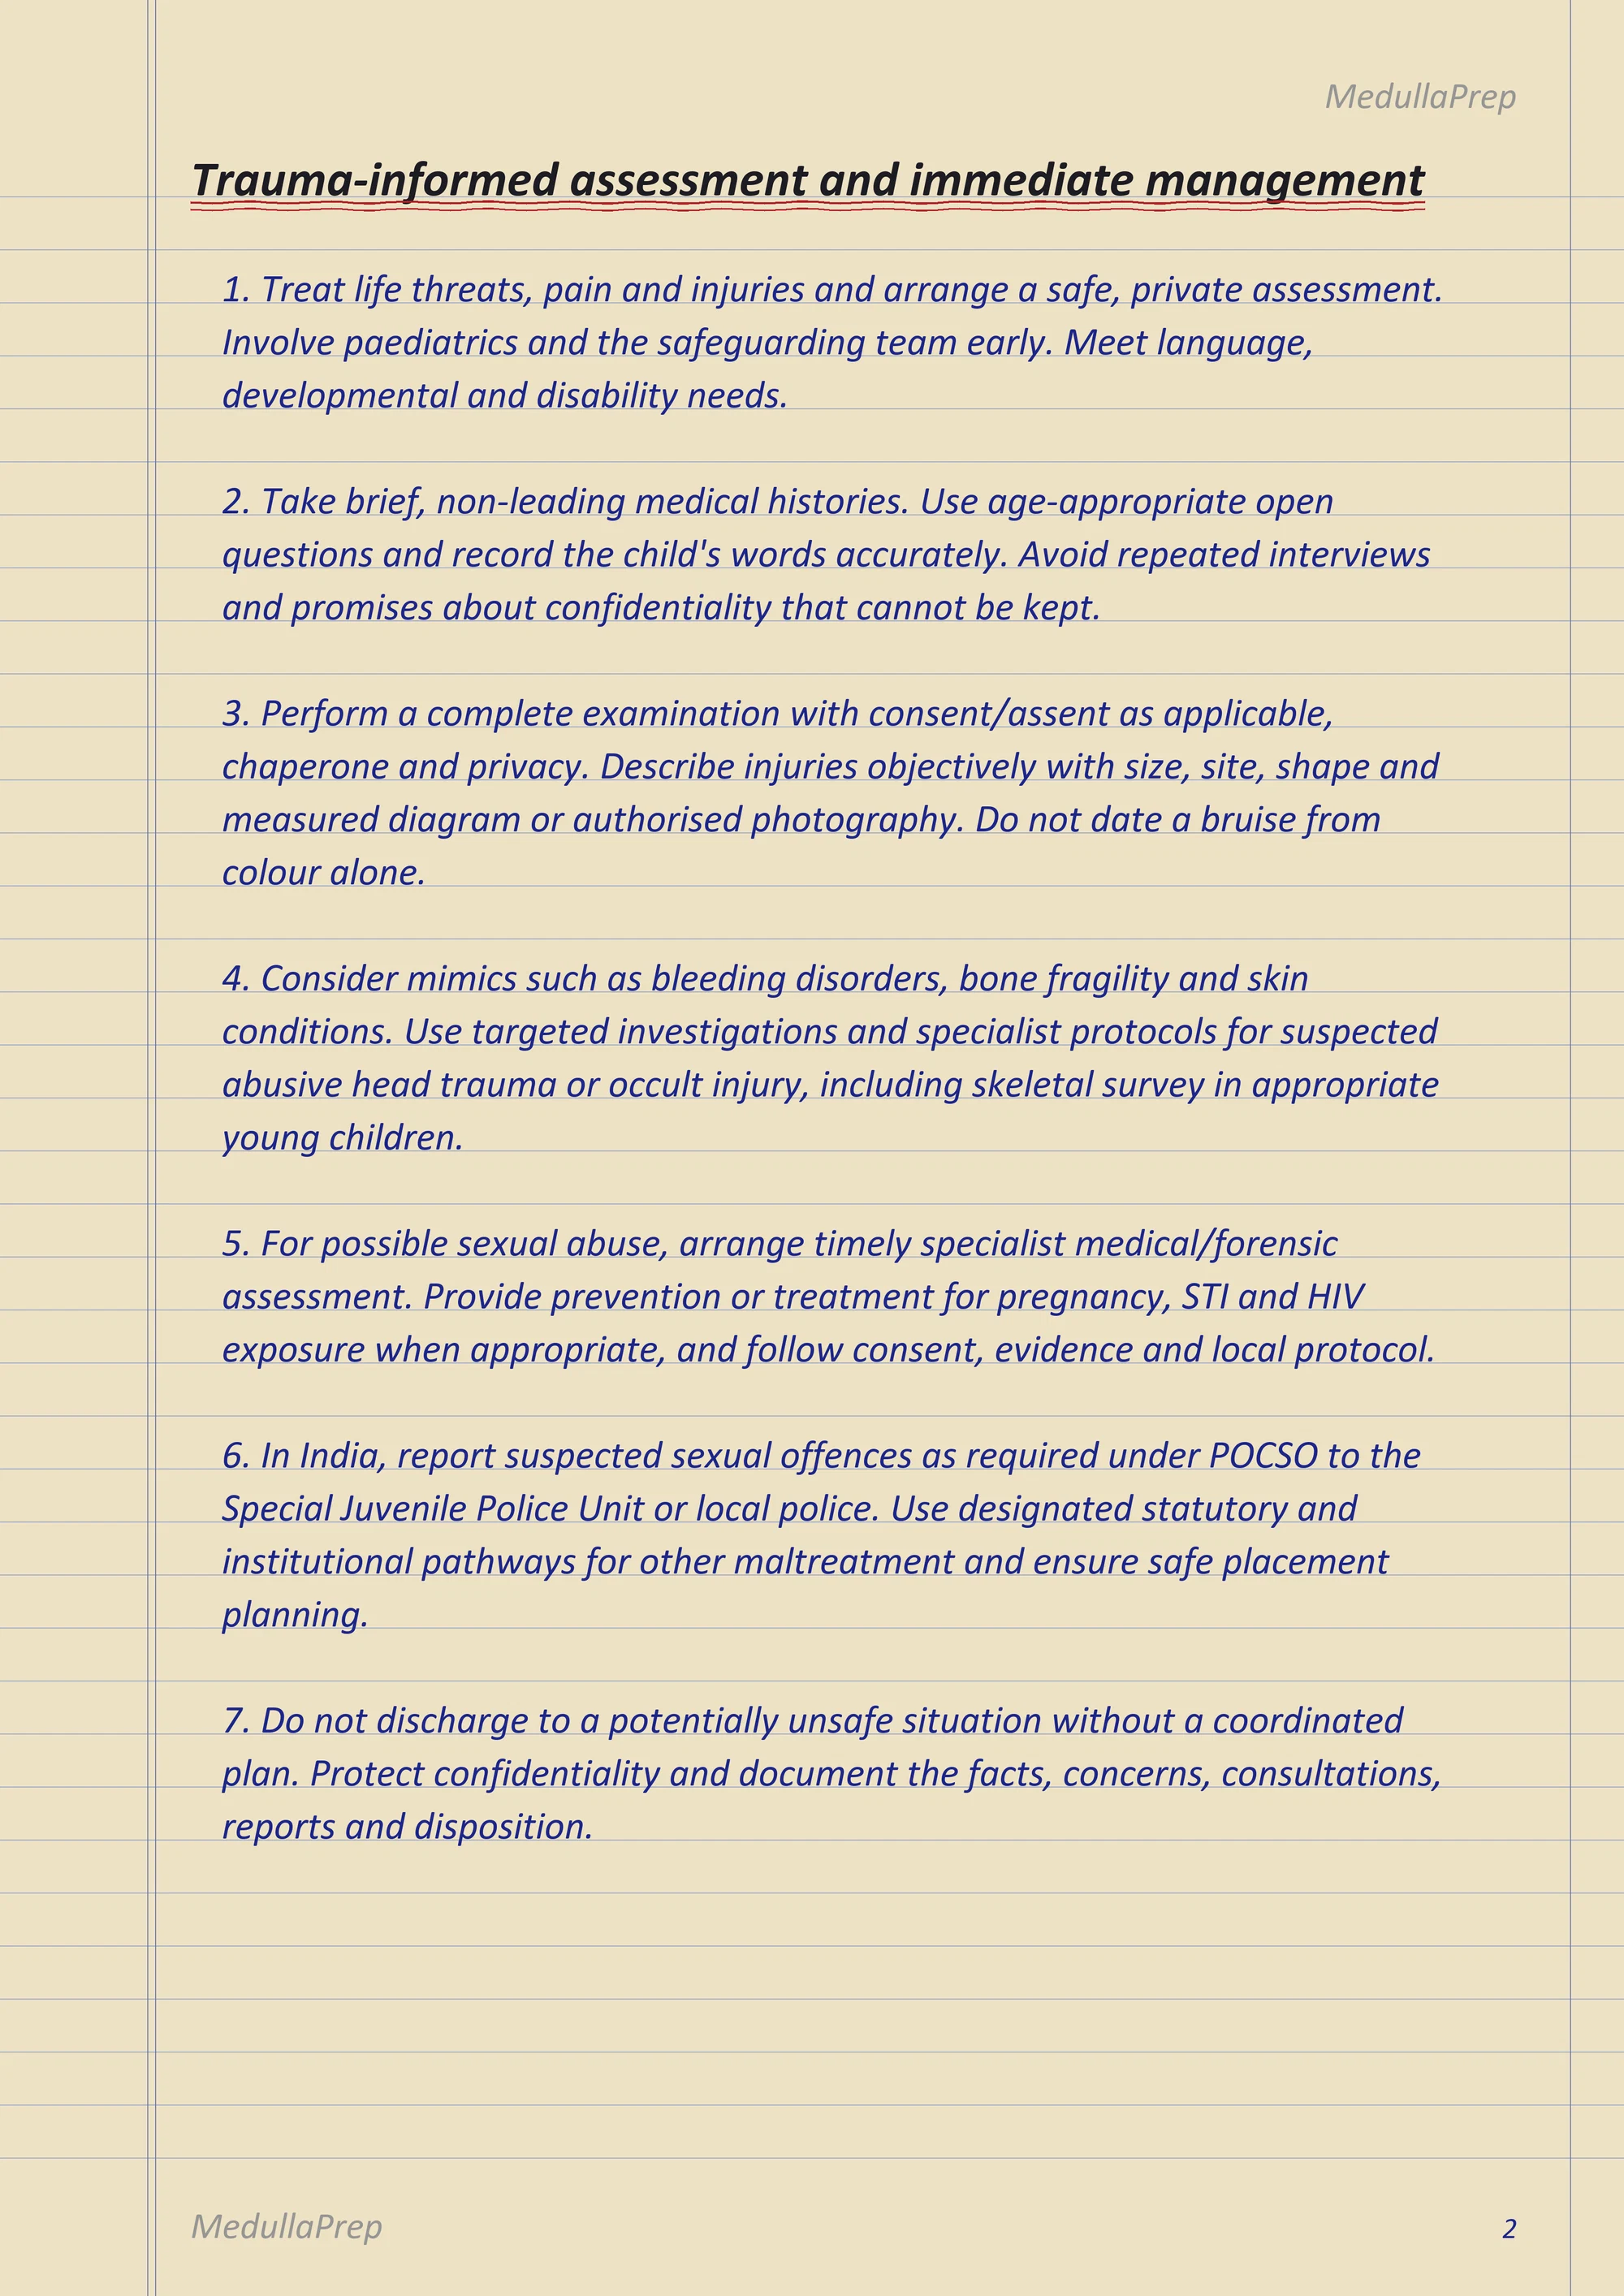 MedullaPrep
Trauma-informed assessment and immediate management
1. Treat life threats, pain and injuries and arrange a safe, private assessment.
Involve paediatrics and the safeguarding team early. Meet language,
developmental and disability needs.
2. Take brief, non-leading medical histories. Use age-appropriate open
questions and record the child's words accurately. Avoid repeated interviews
and promises about confidentiality that cannot be kept.
3. Perform a complete examination with consent/assent as applicable,
chaperone and privacy. Describe injuries objectively with size, site, shape and
measured diagram or authorised photography. Do not date a bruise from
colour alone.
4. Consider mimics such as bleeding disorders, bone fragility and skin
conditions. Use targeted investigations and specialist protocols for suspected
abusive head trauma or occult injury, including skeletal survey in appropriate
young children.
5. For possible sexual abuse, arrange timely specialist medical/forensic
assessment. Provide prevention or treatment for pregnancy, STI and HIV
exposure when appropriate, and follow consent, evidence and local protocol.
6. In India, report suspected sexual offences as required under POCSO to the
Special Juvenile Police Unit or local police. Use designated statutory and
institutional pathways for other maltreatment and ensure safe placement
planning.
7. Do not discharge to a potentially unsafe situation without a coordinated
plan. Protect confidentiality and document the facts, concerns, consultations,
reports and disposition.
MedullaPrep
2